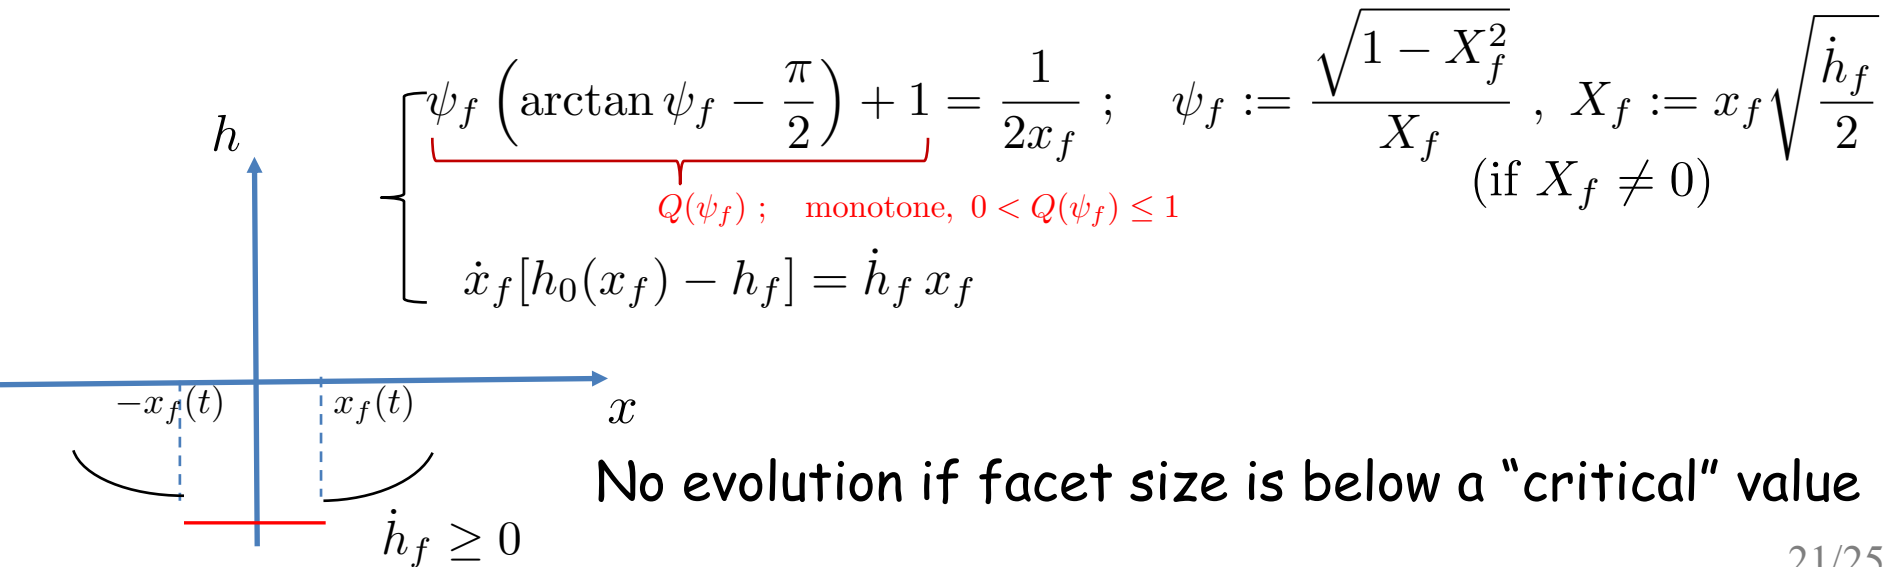 ψ_f (arctan ψ_f − π/2) + 1 = 1/(2x_f) ; ψ_f := √(1 − X_f^2)/X_f , X_f := x_f √(ḣ_f/2)
(if X_f ≠ 0)
Q(ψ_f) ; monotone, 0 < Q(ψ_f) ≤ 1
ẋ_f[h_0(x_f) − h_f] = ḣ_f x_f
h
−x_f(t)
x_f(t)
x
No evolution if facet size is below a “critical” value
ḣ_f ≥ 0
21/25